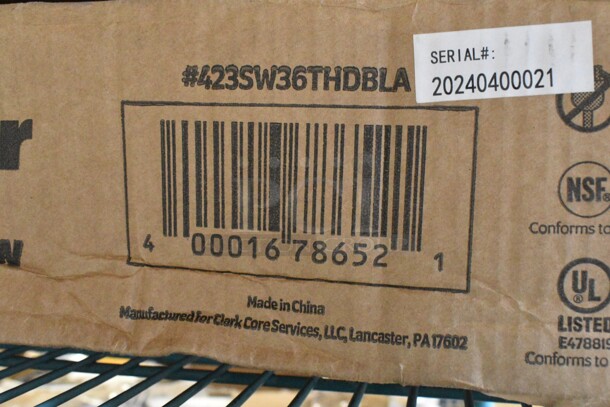 #423SW36THDBLA
SERIAL#:
20240400021
r
NSF®
Conforms to
w
4 00016 78652 1
UL
LISTED
E478819
Conforms to
Made in China
Manufactured for Clark Core Services, LLC, Lancaster, PA 17602